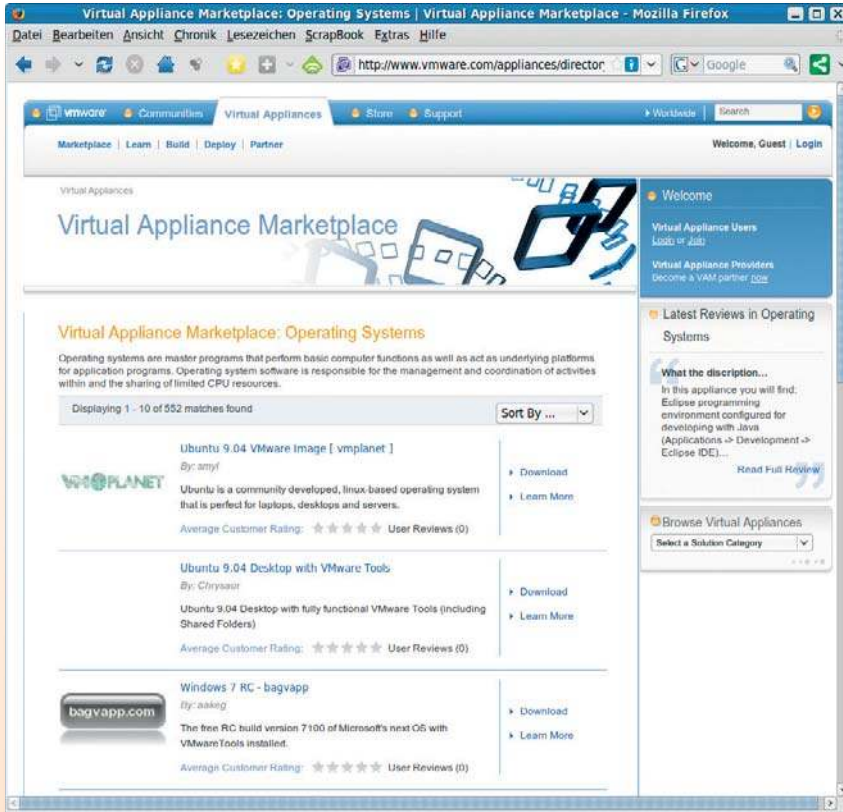 Virtual Appliance Marketplace: Operating Systems | Virtual Appliance Marketplace - Mozilla Firefox
Datei Bearbeiten Ansicht Chronik Lesezeichen ScrapBook Extras Hilfe
http://www.vmware.com/appliances/director
Google
vmware Communities Virtual Appliances Store Support
Worldwide Search
Marketplace | Learn | Build | Deploy | Partner
Welcome, Guest | Login
Virtual Appliances
Virtual Appliance Marketplace
Welcome
Virtual Appliance Users
Login or Join
Virtual Appliance Providers
Become a VAM partner now
Virtual Appliance Marketplace: Operating Systems
Operating systems are master programs that perform basic computer functions as well as act as underlying platforms
for application programs. Operating system software is responsible for the management and coordination of activities
within and the sharing of limited CPU resources.
Displaying 1 - 10 of 552 matches found
Sort By ...
VM PLANET
Ubuntu 9.04 VMware Image [ vmplanet ]
By: amyl
Ubuntu is a community developed, linux-based operating system
that is perfect for laptops, desktops and servers.
Average Customer Rating: User Reviews (0)
Download
Learn More
Ubuntu 9.04 Desktop with VMware Tools
By: Chrysaor
Ubuntu 9.04 Desktop with fully functional VMware Tools (including
Shared Folders)
Average Customer Rating: User Reviews (0)
Download
Learn More
bagvapp.com
Windows 7 RC - bagvapp
By: aakeg
The free RC build version 7100 of Microsoft's next OS with
VMwareTools installed.
Average Customer Rating: User Reviews (0)
Download
Learn More
Latest Reviews in Operating
Systems
What the discription...
In this appliance you will find:
Eclipse programming
environment configured for
developing with Java
(Applications -> Development ->
Eclipse IDE)...
Read Full Review
Browse Virtual Appliances
Select a Solution Category